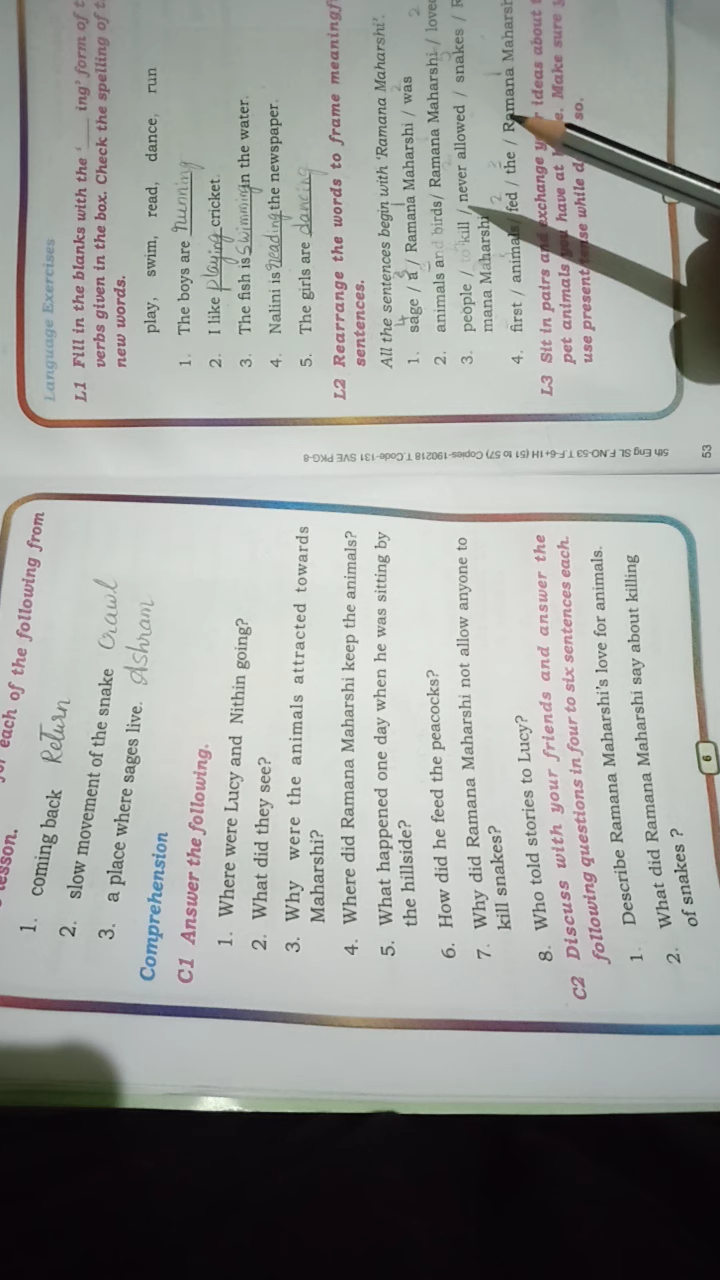 lesson.
for each of the following from
1. coming back Return
2. slow movement of the snake Crawl
3. a place where sages live. Ashram
Comprehension
C1 Answer the following.
1. Where were Lucy and Nithin going?
2. What did they see?
3. Why were the animals attracted towards
Maharshi?
4. Where did Ramana Maharshi keep the animals?
5. What happened one day when he was sitting by
the hillside?
6. How did he feed the peacocks?
7. Why did Ramana Maharshi not allow anyone to
kill snakes?
8. Who told stories to Lucy?
C2 Discuss with your friends and answer the
following questions in four to six sentences each.
1. Describe Ramana Maharshi's love for animals.
2. What did Ramana Maharshi say about killing
of snakes ?
6
5th Eng SL F.NO-53 T.F-6+1H (51 to 57) Copies-190218 T.Code-131 SVE PKG-8
53
Language Exercises
L1 Fill in the blanks with the '____ ing' form of
verbs given in the box. Check the spelling of
new words.
play, swim, read, dance, run
1. The boys are running
2. I like playing cricket.
3. The fish is swimming in the water.
4. Nalini is reading the newspaper.
5. The girls are dancing
L2 Rearrange the words to frame
sentences.
All the sentences begin with 'Ramana Maharshi'.
1. sage / a / Ramana Maharshi / was
2. animals and birds/ Ramana Maharshi / loved
3. people / to kill / never allowed / snakes /
mana Maharshi
4. first / animals / fed / the / Ramana
L3 Sit in pairs and exchange ideas about
pet animals you have at Make sure
use present while so.